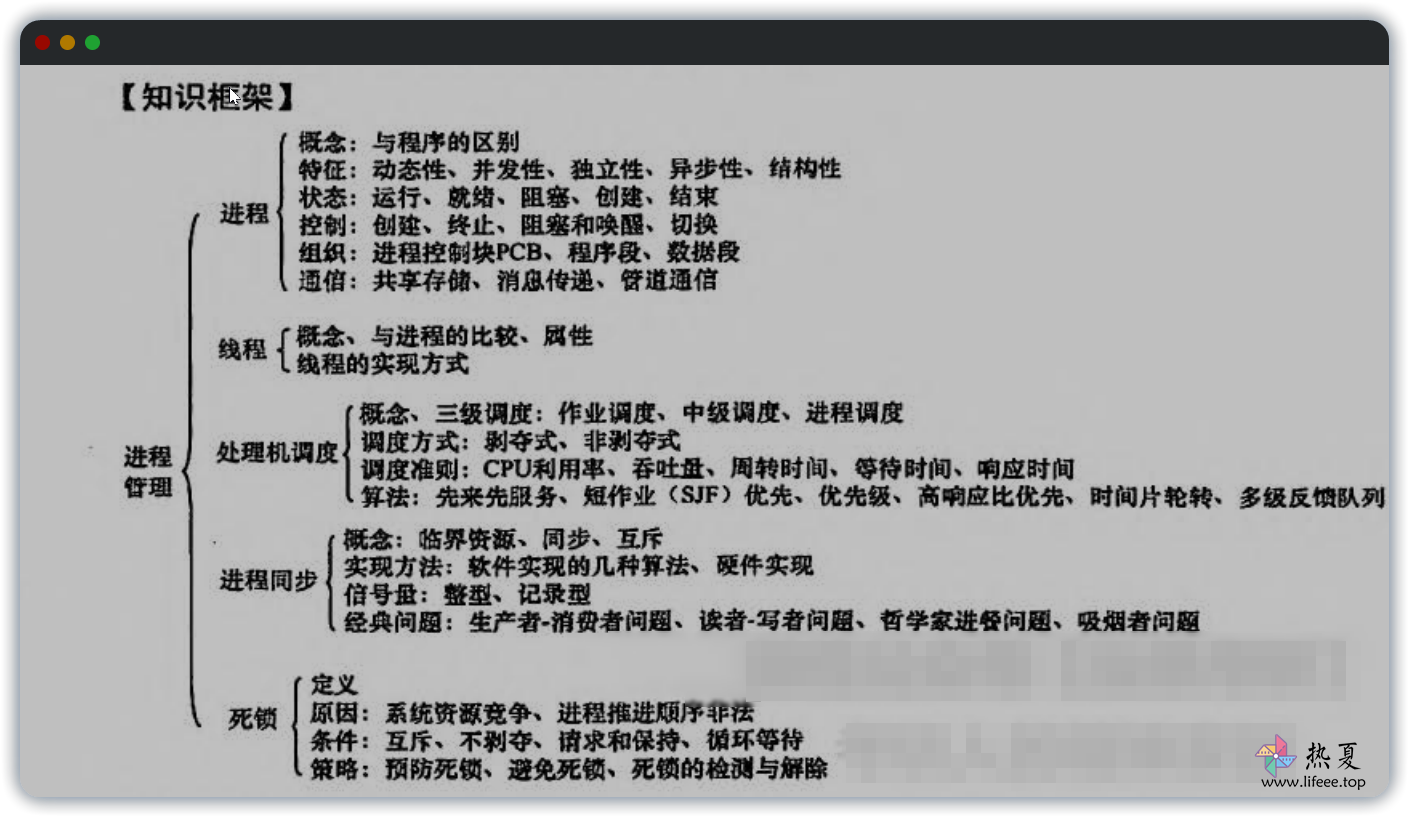 【知识框架】
概念：与程序的区别
特征：动态性、并发性、独立性、异步性、结构性
状态：运行、就绪、阻塞、创建、结束
进程
控制：创建、终止、阻塞和唤醒、切换
组织：进程控制块PCB、程序段、数据段
通信：共享存储、消息传递、管道通信
概念、与进程的比较、属性
线程
线程的实现方式
概念、三级调度：作业调度、中级调度、进程调度
调度方式：剥夺式、非剥夺式
进程
管理
处理机调度
调度准则：CPU利用率、吞吐量、周转时间、等待时间、响应时间
算法：先来先服务、短作业（SJF）优先、优先级、高响应比优先、时间片轮转、多级反馈队列
概念：临界资源、同步、互斥
实现方法：软件实现的几种算法、硬件实现
进程同步
信号量：整型、记录型
经典问题：生产者-消费者问题、读者-写者问题、哲学家进餐问题、吸烟者问题
定义
原因：系统资源竞争、进程推进顺序非法
死锁
条件：互斥、不剥夺、请求和保持、循环等待
策略：预防死锁、避免死锁、死锁的检测与解除
热夏
www.lifeee.top